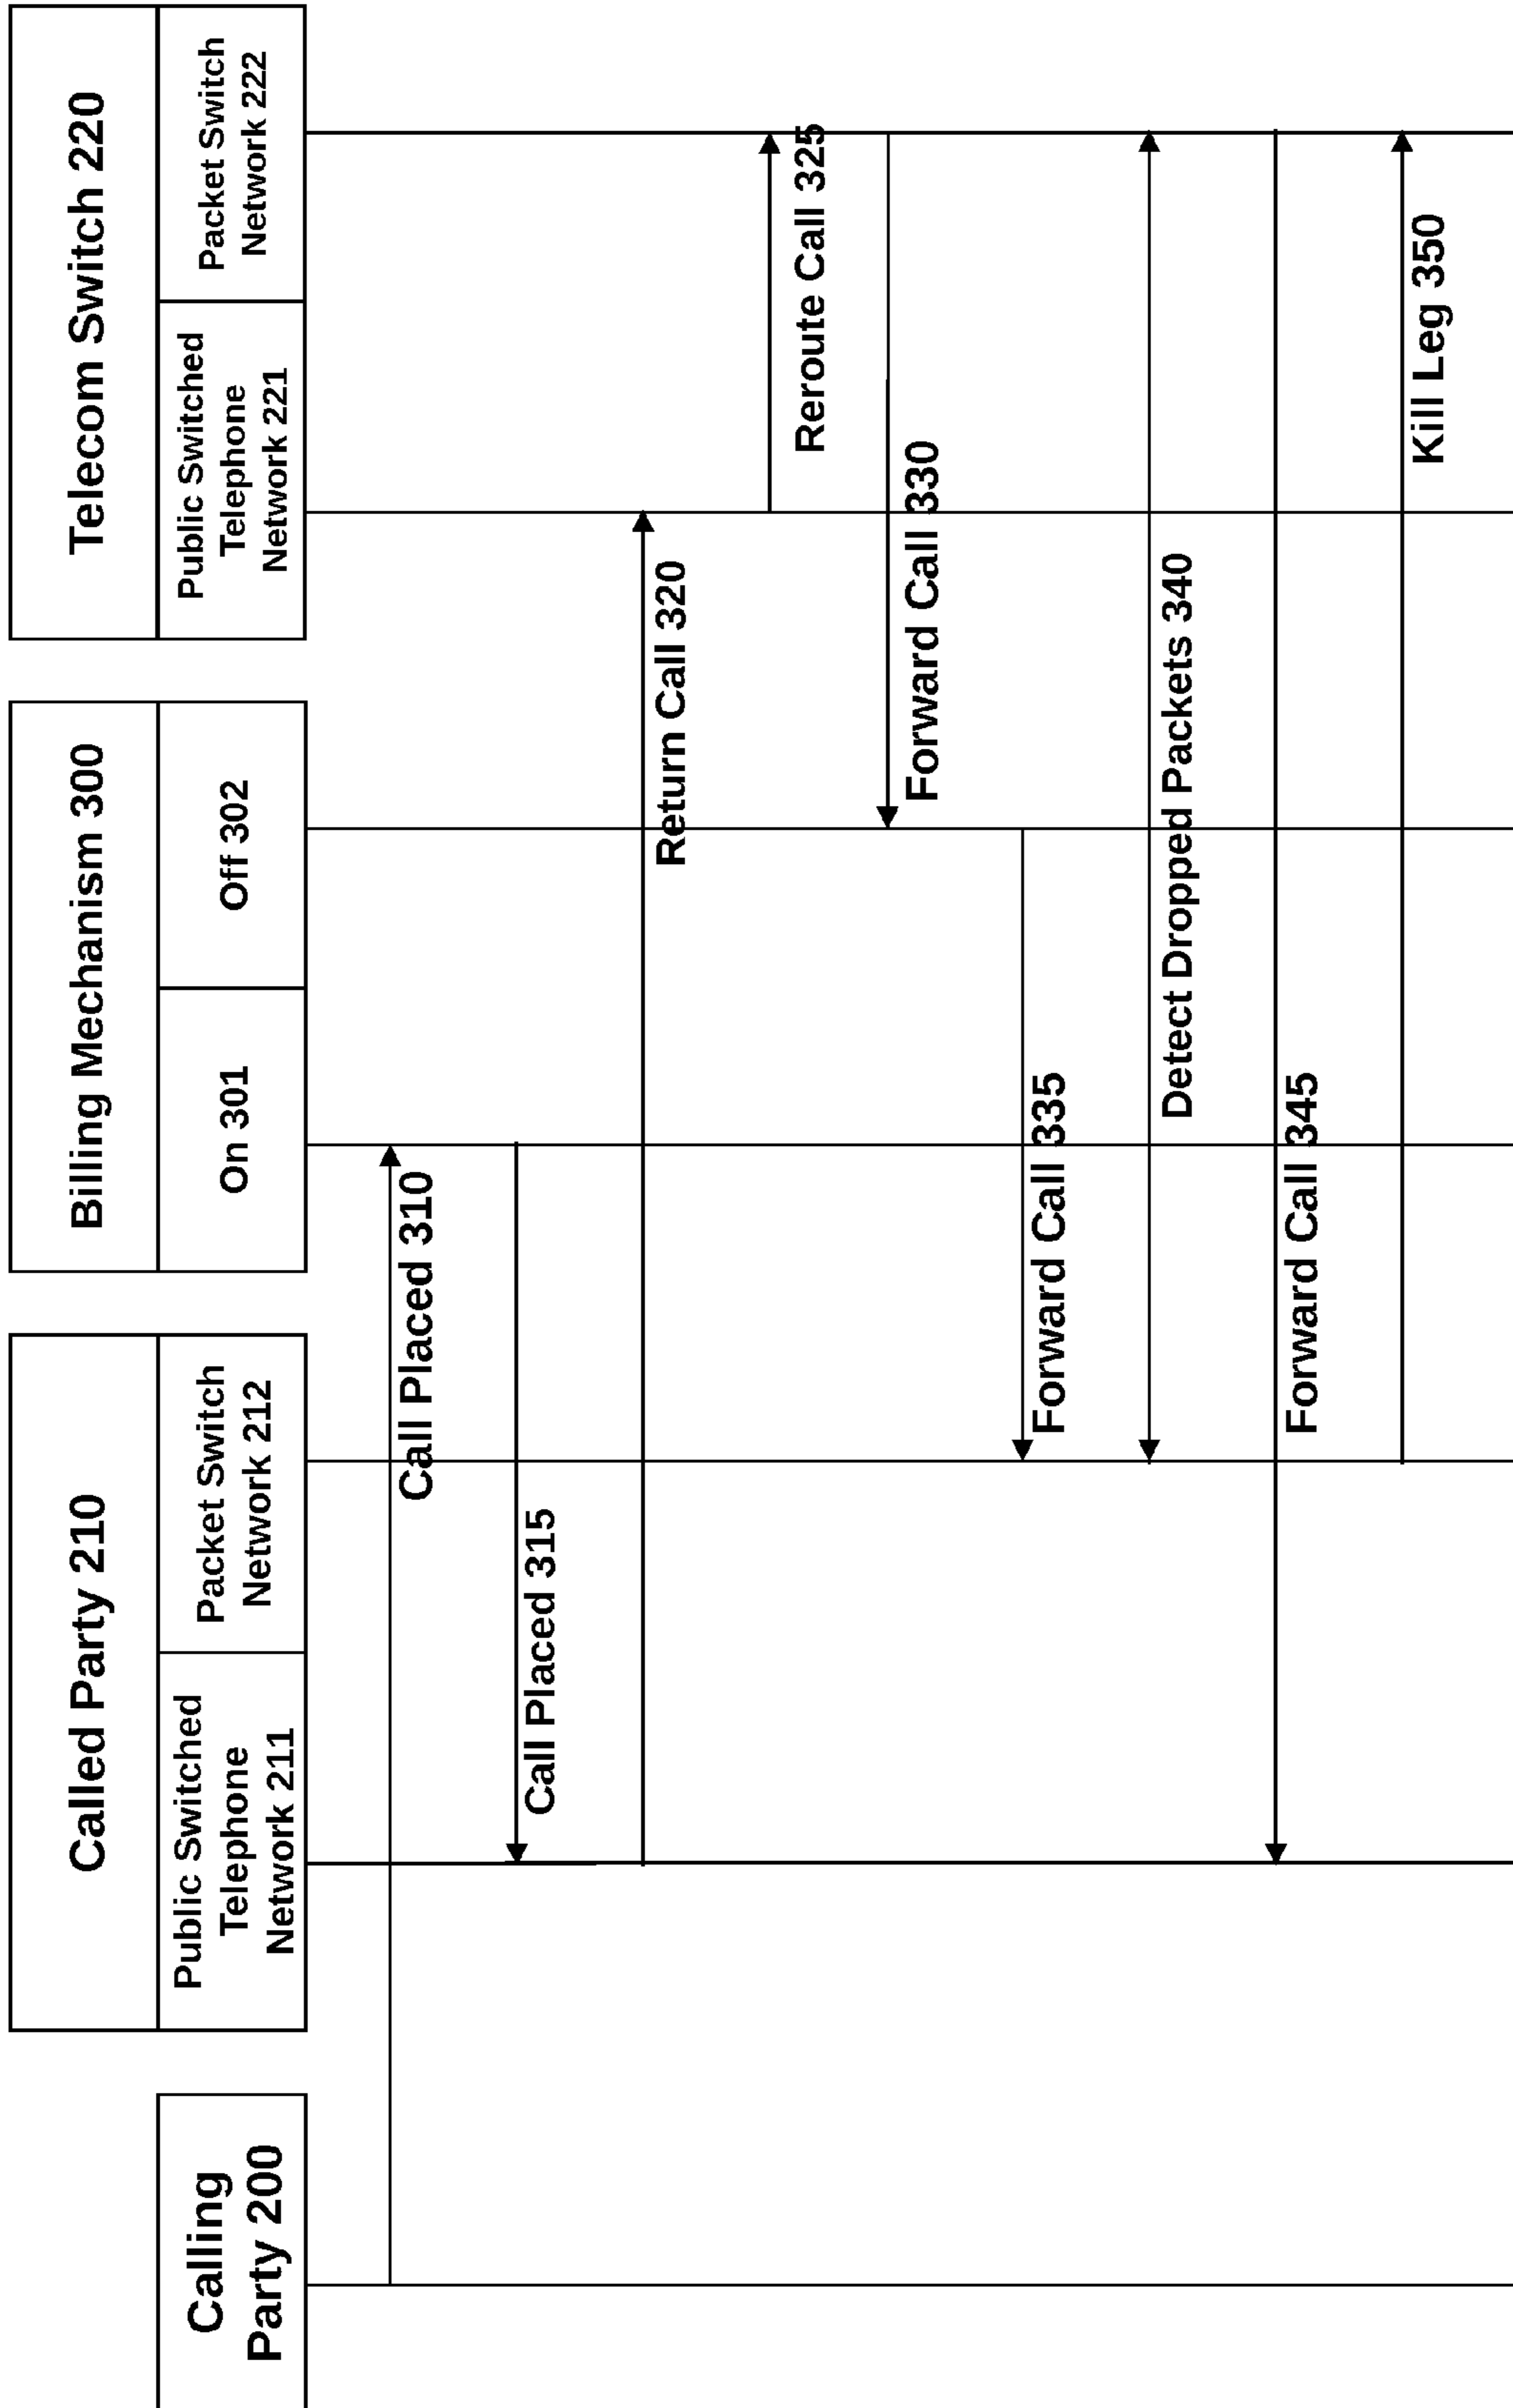 Calling
Party 200
Called Party 210
Public Switched
Telephone
Network 211
Packet Switch
Network 212
Billing Mechanism 300
On 301
Off 302
Telecom Switch 220
Public Switched
Telephone
Network 221
Packet Switch
Network 222
Call Placed 310
Call Placed 315
Return Call 320
Reroute Call 325
Forward Call 330
Forward Call 335
Detect Dropped Packets 340
Forward Call 345
Kill Leg 350